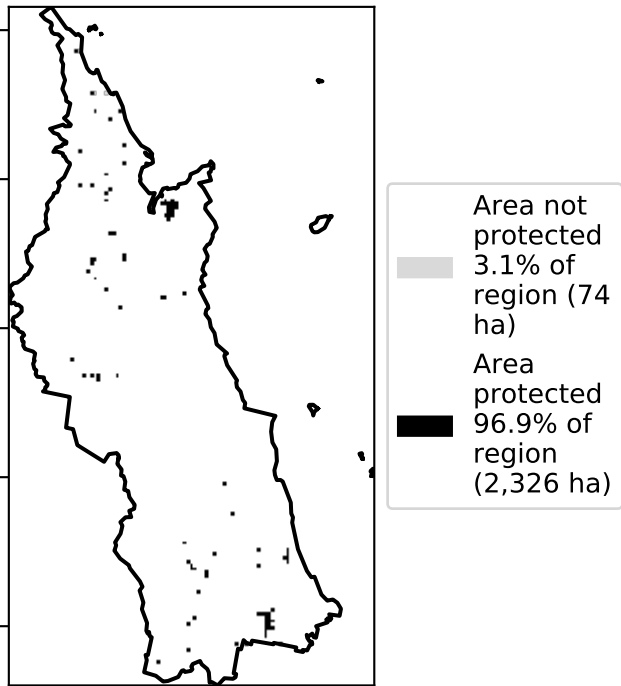 Area not
protected
3.1% of
region (74
ha)
Area
protected
96.9% of
region
(2,326 ha)